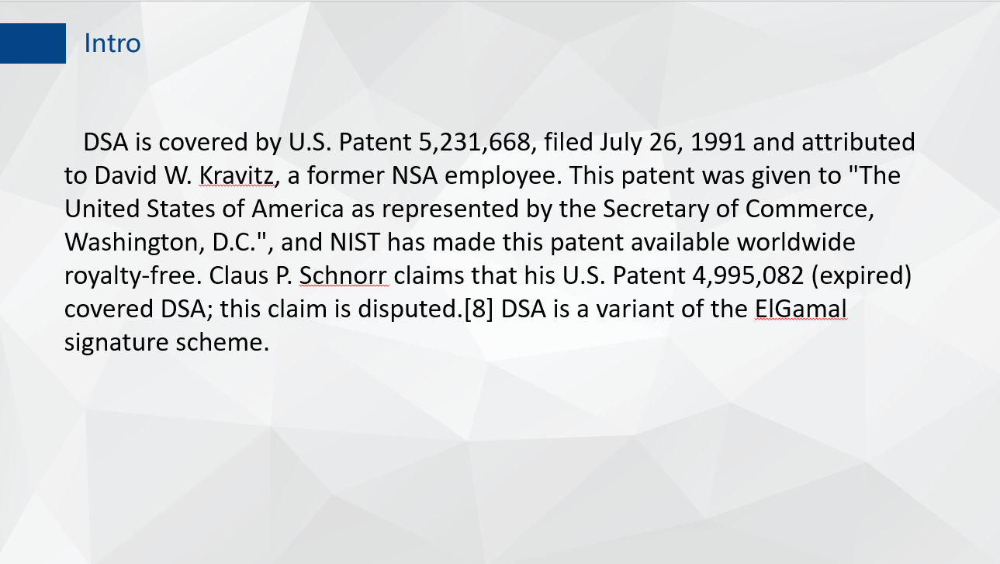 Intro
DSA is covered by U.S. Patent 5,231,668, filed July 26, 1991 and attributed
to David W. Kravitz, a former NSA employee. This patent was given to "The
United States of America as represented by the Secretary of Commerce,
Washington, D.C.", and NIST has made this patent available worldwide
royalty-free. Claus P. Schnorr claims that his U.S. Patent 4,995,082 (expired)
covered DSA; this claim is disputed.[8] DSA is a variant of the ElGamal
signature scheme.